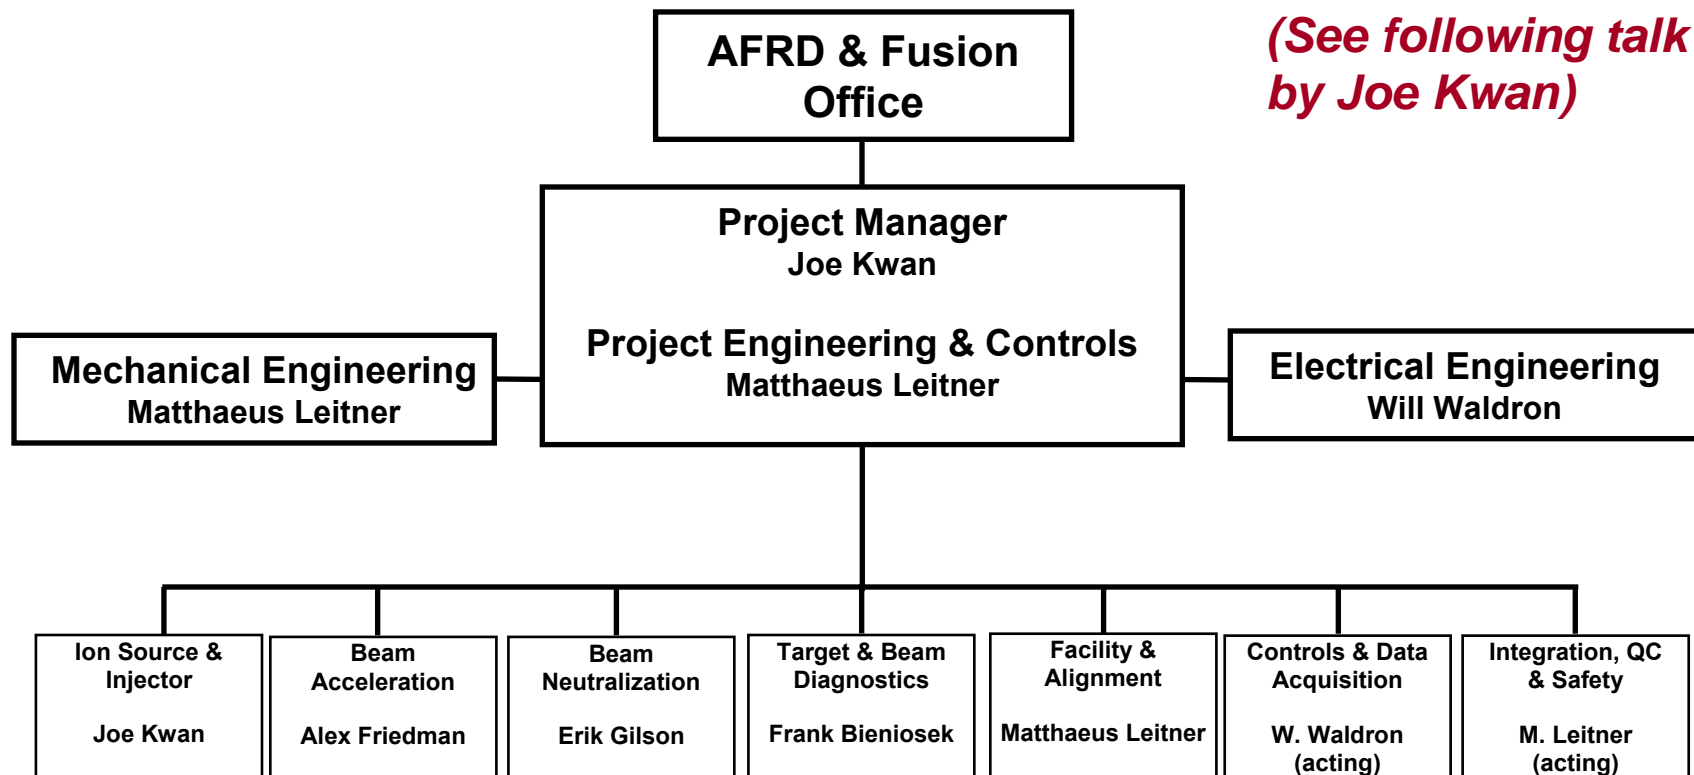 AFRD & Fusion
Office
(See following talk
by Joe Kwan)
Project Manager
Joe Kwan
Project Engineering & Controls
Matthaeus Leitner
Mechanical Engineering
Matthaeus Leitner
Electrical Engineering
Will Waldron
Ion Source &
Injector
Joe Kwan
Beam
Acceleration
Alex Friedman
Beam
Neutralization
Erik Gilson
Target & Beam
Diagnostics
Frank Bieniosek
Facility &
Alignment
Matthaeus Leitner
Controls & Data
Acquisition
W. Waldron
(acting)
Integration, QC
& Safety
M. Leitner
(acting)